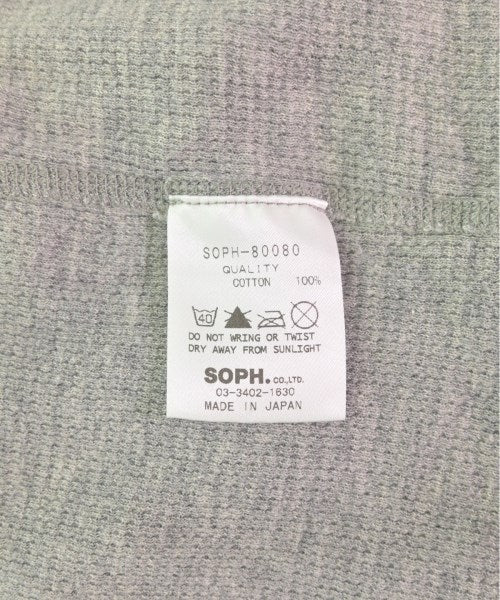 SOPH-80080
QUALITY
COTTON 100%
40
DO NOT WRING OR TWIST
DRY AWAY FROM SUNLIGHT
SOPH. CO.,LTD.
03-3402-1630
MADE IN JAPAN